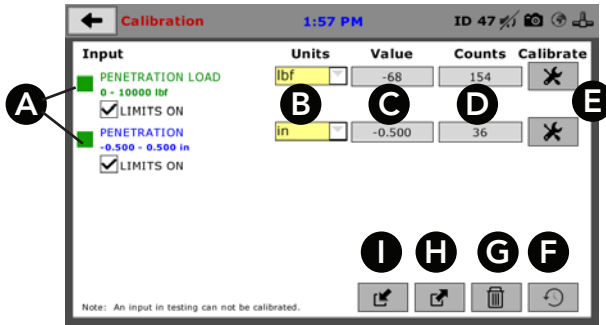 Calibration 1:57 PM ID 47
Input Units Value Counts Calibrate
PENETRATION LOAD lbf -68 154
0 - 10000 lbf
A B C D E
LIMITS ON
PENETRATION in -0.500 36
-0.500 - 0.500 in
LIMITS ON
I H G F
Note: An input in testing can not be calibrated.